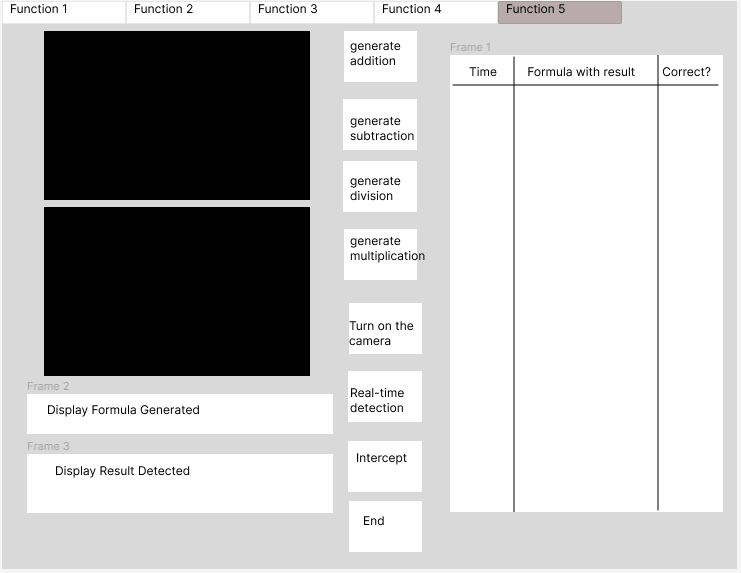 Function 1
Function 2
Function 3
Function 4
Function 5
generate
addition
generate
subtraction
generate
division
generate
multiplication
Turn on the
camera
Real-time
detection
Intercept
End
Frame 2
Display Formula Generated
Frame 3
Display Result Detected
Frame 1
Time
Formula with result
Correct?